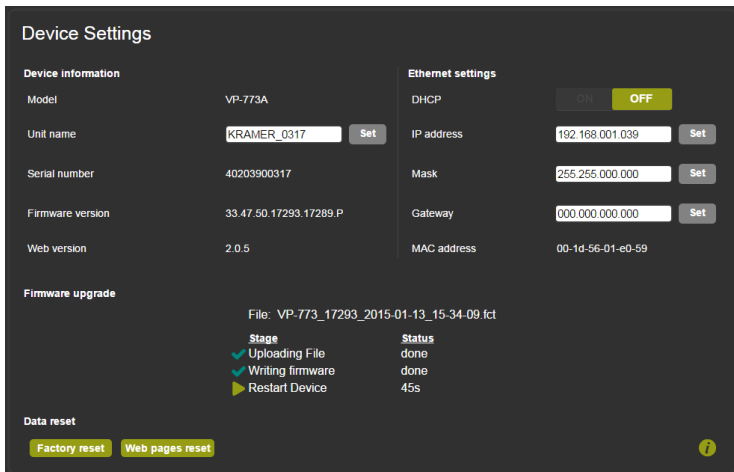 Device Settings
Device information
Model VP-773A
Unit name KRAMER_0317 Set
Serial number 40203900317
Firmware version 33.47.50.17293.17289.P
Web version 2.0.5
Ethernet settings
DHCP ON OFF
IP address 192.168.001.039 Set
Mask 255.255.000.000 Set
Gateway 000.000.000.000 Set
MAC address 00-1d-56-01-e0-59
Firmware upgrade
File: VP-773_17293_2015-01-13_15-34-09.fct
Stage Status
Uploading File done
Writing firmware done
Restart Device 45s
Data reset
Factory reset Web pages reset
i